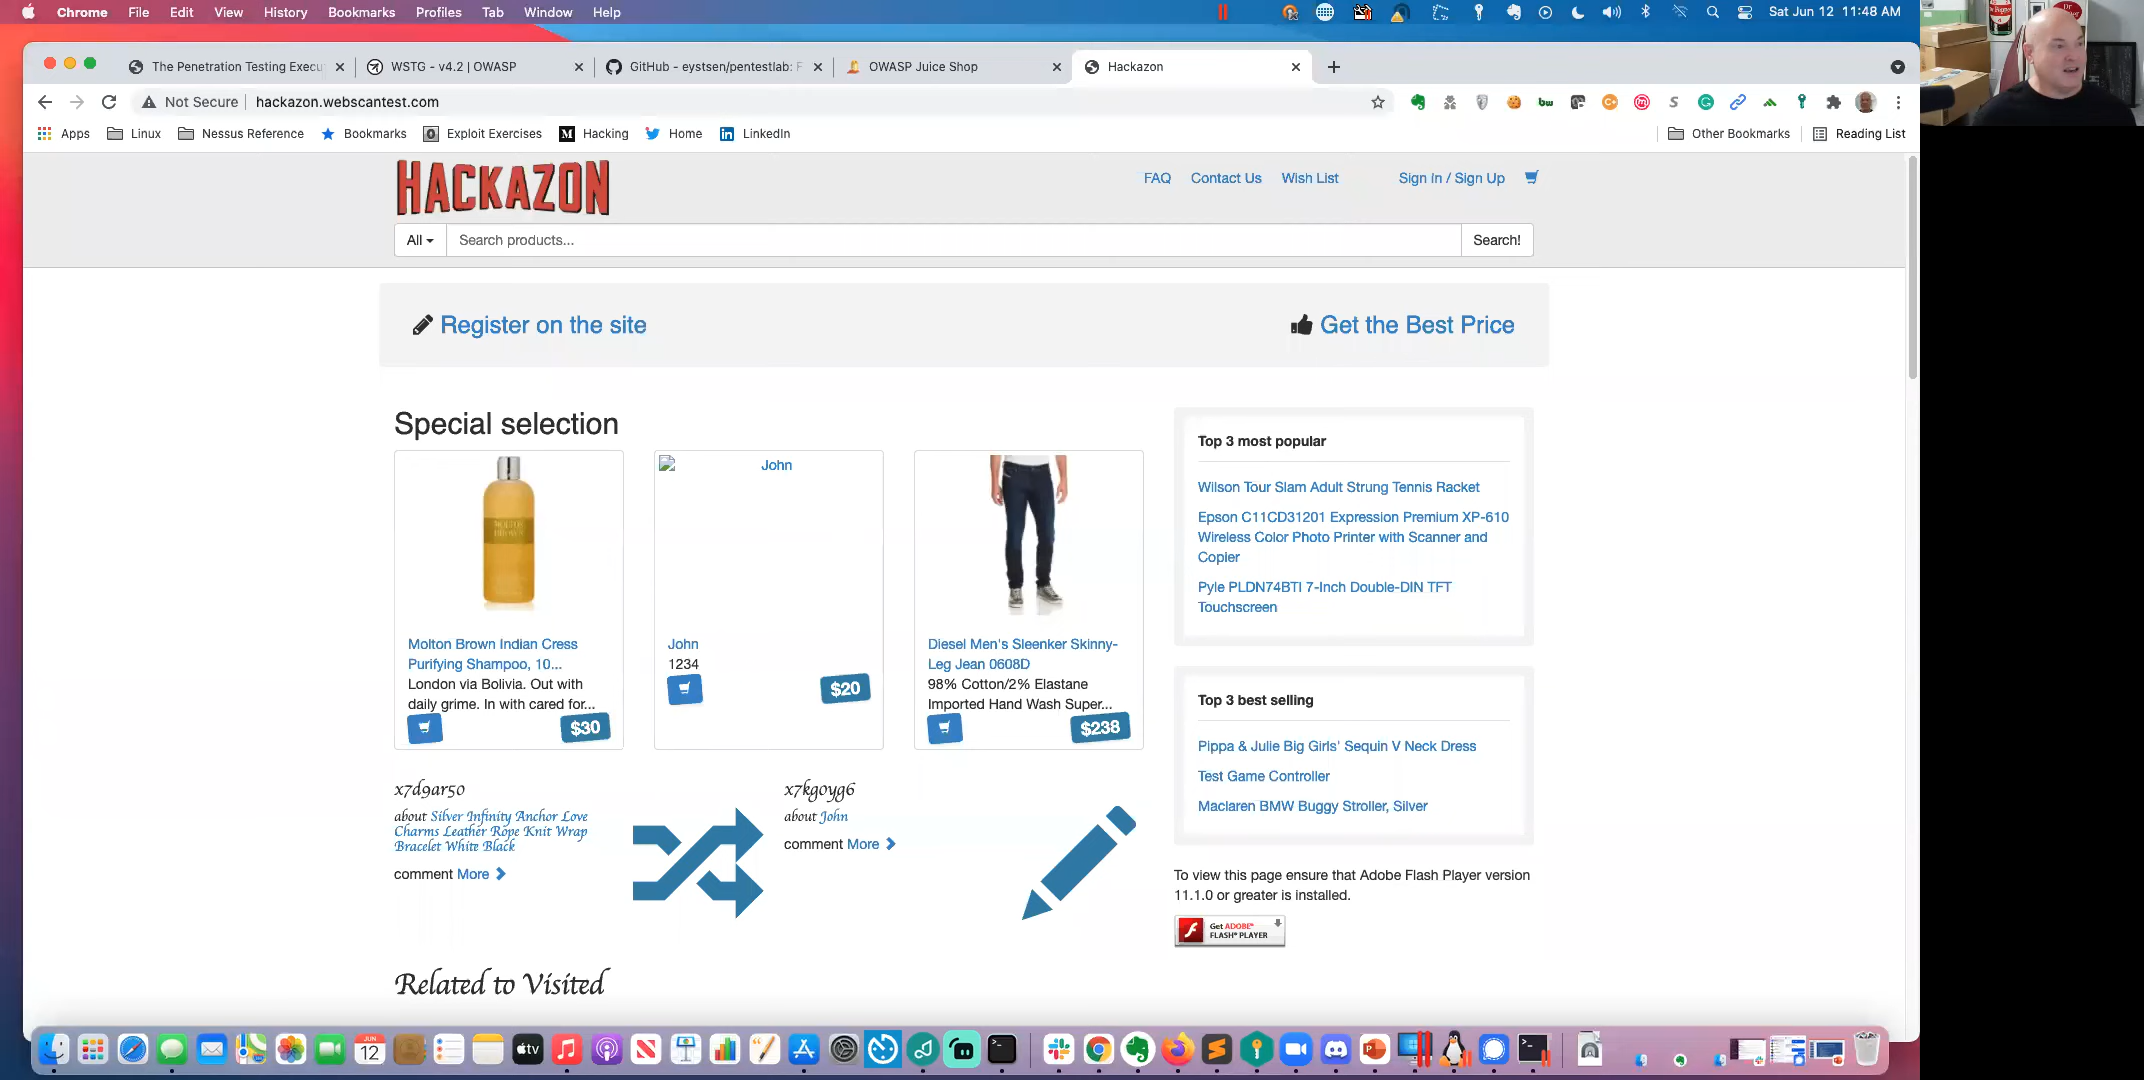 Chrome File Edit View History Bookmarks Profiles Tab Window Help
Sat Jun 12 11:48 AM
The Penetration Testing Execu
WSTG - v4.2 | OWASP
GitHub - eystsen/pentestlab: F
OWASP Juice Shop
Hackazon
Not Secure hackazon.webscantest.com
Apps Linux Nessus Reference Bookmarks Exploit Exercises Hacking Home LinkedIn Other Bookmarks Reading List
HACKAZON
FAQ Contact Us Wish List Sign In / Sign Up
All Search products... Search!
Register on the site
Get the Best Price
Special selection
MOLTON
BROWN
Molton Brown Indian Cress
Purifying Shampoo, 10...
London via Bolivia. Out with
daily grime. In with cared for...
$30
John
John
1234
$20
Diesel Men's Sleenker Skinny-
Leg Jean 0608D
98% Cotton/2% Elastane
Imported Hand Wash Super...
$238
x7d9ar50
about Silver Infinity Anchor Love
Charms Leather Rope Knit Wrap
Bracelet White Black
comment More
x7kg0yg6
about John
comment More
Related to Visited
Top 3 most popular
Wilson Tour Slam Adult Strung Tennis Racket
Epson C11CD31201 Expression Premium XP-610
Wireless Color Photo Printer with Scanner and
Copier
Pyle PLDN74BTI 7-Inch Double-DIN TFT
Touchscreen
Top 3 best selling
Pippa & Julie Big Girls' Sequin V Neck Dress
Test Game Controller
Maclaren BMW Buggy Stroller, Silver
To view this page ensure that Adobe Flash Player version
11.1.0 or greater is installed.
Get ADOBE®
FLASH® PLAYER
JUN
12
tv